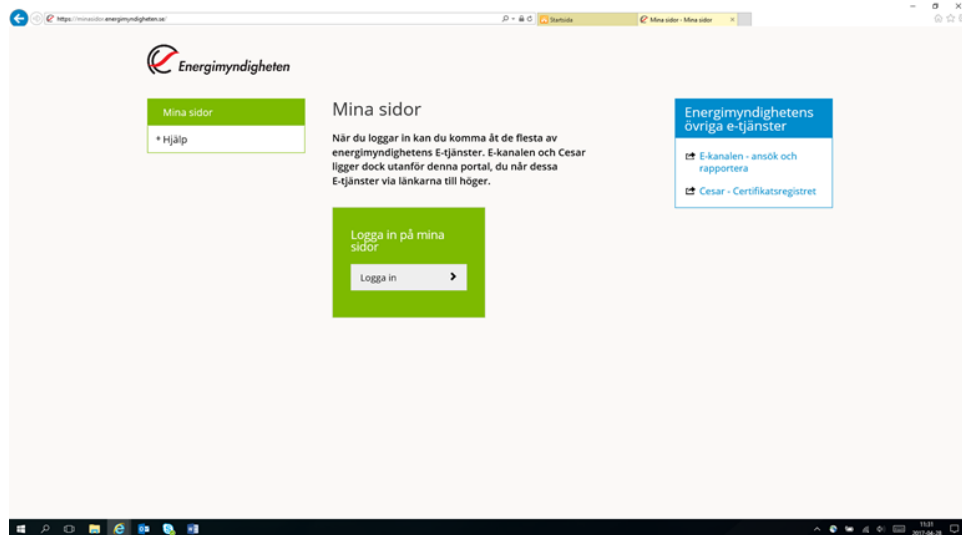 https://minasidor.energimyndigheten.se/
Startsida
Mina sidor - Mina sidor
Energimyndigheten
Mina sidor
Hjälp
Mina sidor
När du loggar in kan du komma åt de flesta av
energimyndighetens E-tjänster. E-kanalen och Cesar
ligger dock utanför denna portal, du når dessa
E-tjänster via länkarna till höger.
Logga in på mina
sidor
Logga in
Energimyndighetens
övriga e-tjänster
E-kanalen - ansök och
rapportera
Cesar - Certifikatsregistret
11:31
2017-04-28